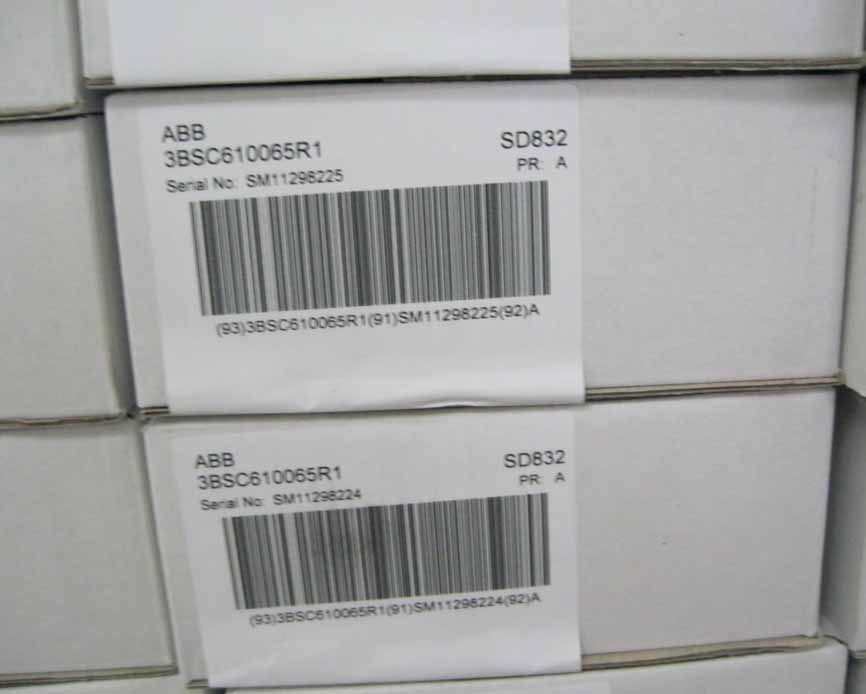 ABB
3BSC610065R1 SD832
Serial No: SM11298225 PR: A
(93)3BSC610065R1(91)SM11298225(92)A
ABB
3BSC610065R1 SD832
Serial No: SM11298224 PR: A
(93)3BSC610065R1(91)SM11298224(92)A